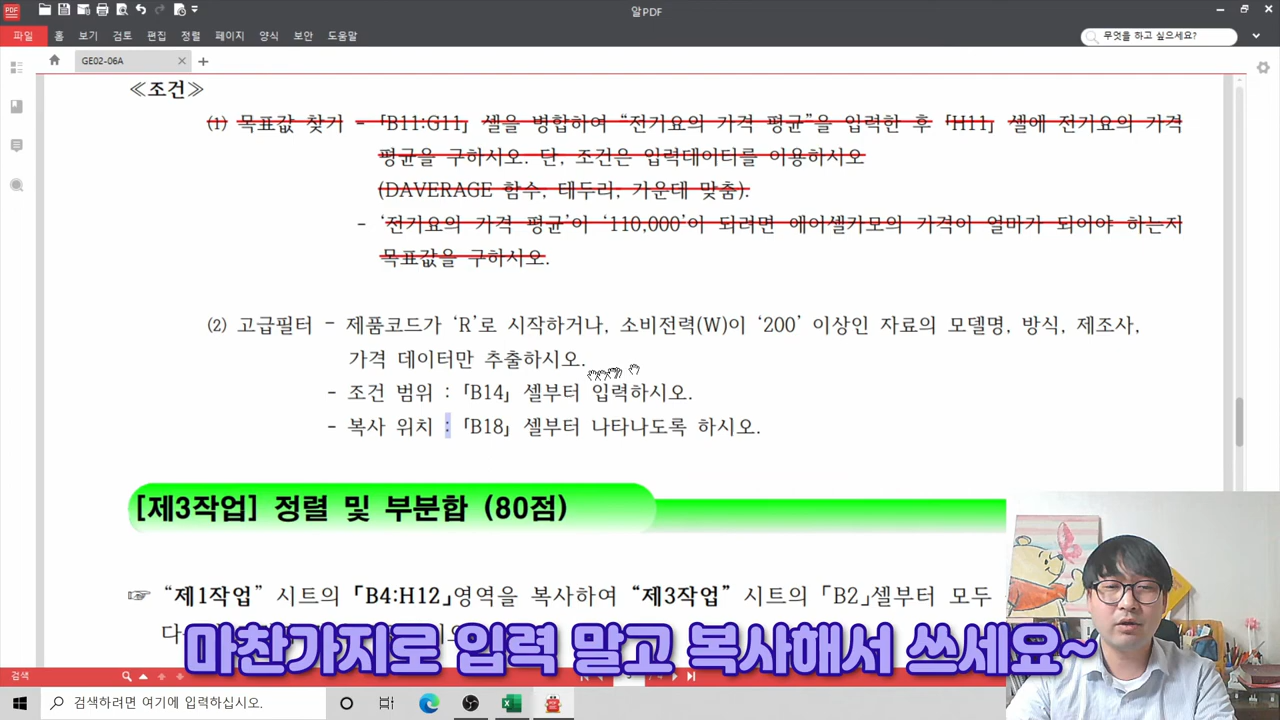 알PDF
파일 홈 보기 검토 편집 정렬 페이지 양식 보안 도움말
무엇을 하고 싶으세요?
GE02-06A
≪조건≫
(1) 목표값 찾기 - 「B11:G11」 셀을 병합하여 “전기요의 가격 평균”을 입력한 후 「H11」 셀에 전기요의 가격
평균을 구하시오. 단, 조건은 입력데이터를 이용하시오
(DAVERAGE 함수, 테두리, 가운데 맞춤).
- ‘전기요의 가격 평균’이 ‘110,000’이 되려면 에어셀카모의 가격이 얼마가 되어야 하는지
목표값을 구하시오.
(2) 고급필터 - 제품코드가 ‘R’로 시작하거나, 소비전력(W)이 ‘200’ 이상인 자료의 모델명, 방식, 제조사,
가격 데이터만 추출하시오.
- 조건 범위 : 「B14」 셀부터 입력하시오.
- 복사 위치 : 「B18」 셀부터 나타나도록 하시오.
[제3작업] 정렬 및 부분합 (80점)
☞ “제1작업” 시트의 「B4:H12」영역을 복사하여 “제3작업” 시트의 「B2」셀부터 모두
다
마찬가지로 입력 말고 복사해서 쓰세요~
검색
검색하려면 여기에 입력하십시오.